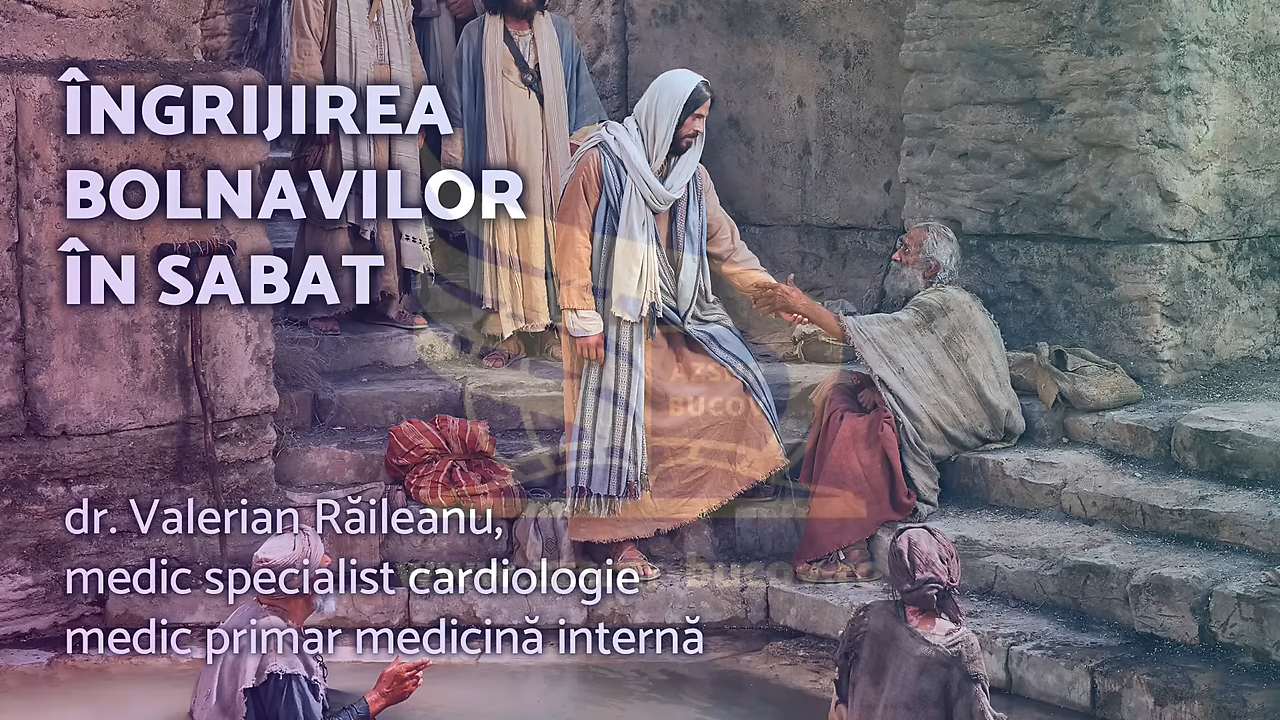 ÎNGRIJIREA
BOLNAVILOR
ÎN SABAT
dr. Valerian Răileanu,
medic specialist cardiologie
medic primar medicină internă